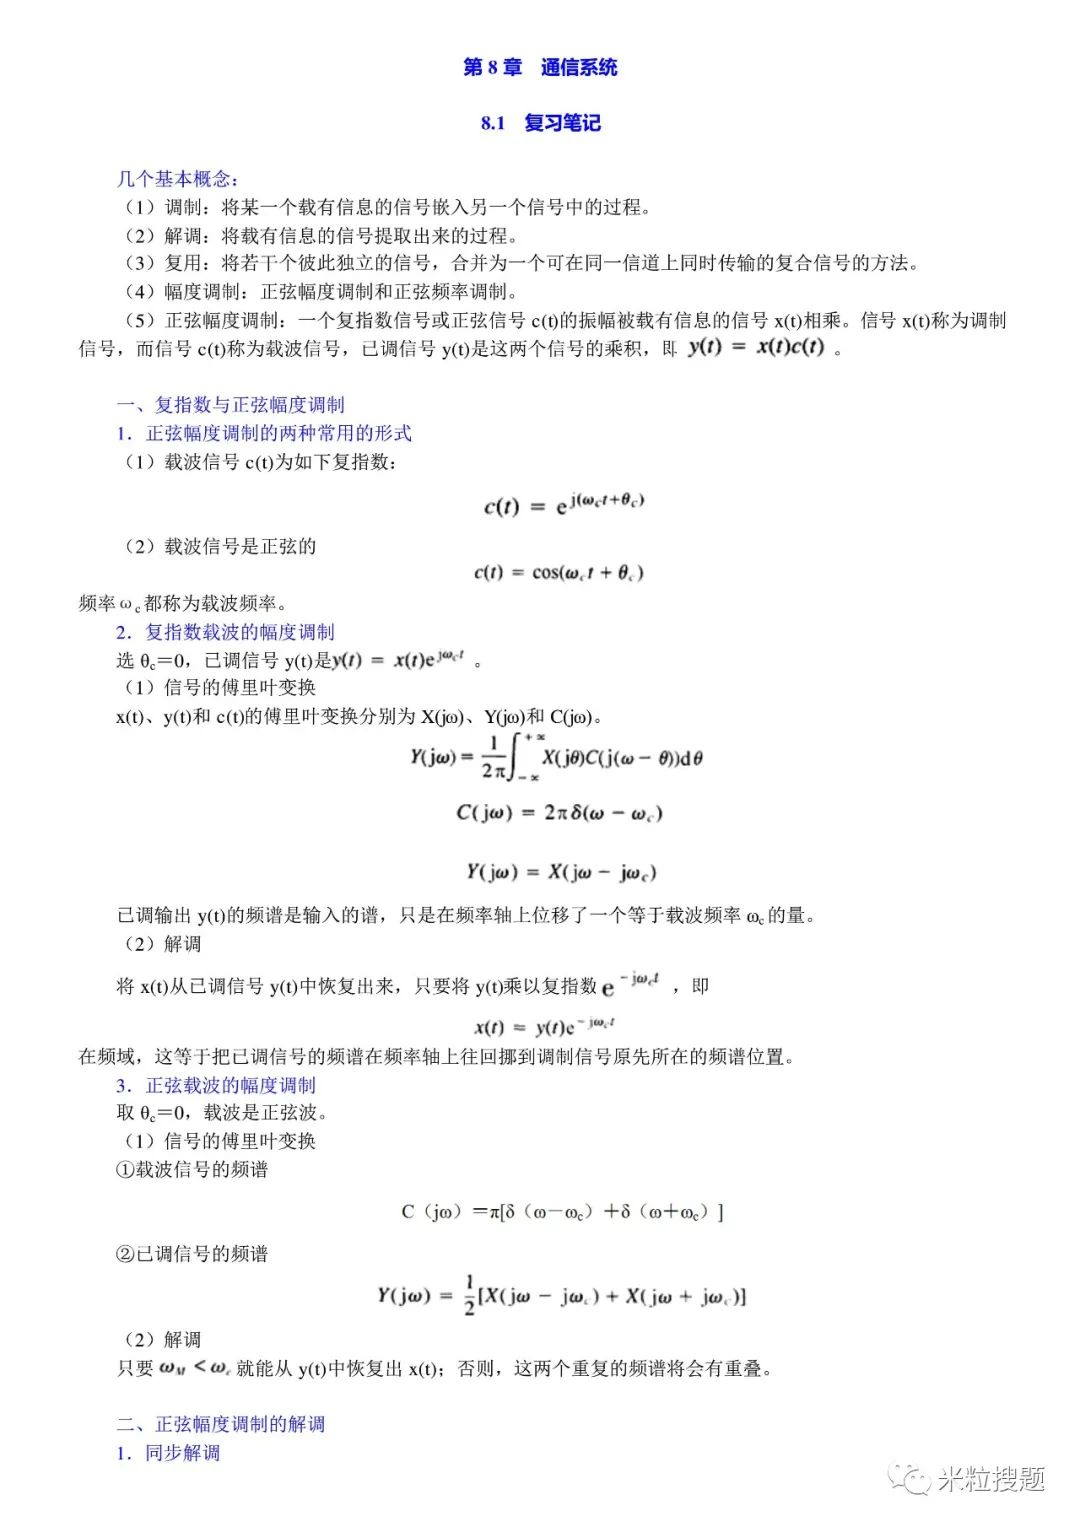 第 8 章　通信系统
8.1　复习笔记
几个基本概念：
（1）调制：将某一个载有信息的信号嵌入另一个信号中的过程。
（2）解调：将载有信息的信号提取出来的过程。
（3）复用：将若干个彼此独立的信号，合并为一个可在同一信道上同时传输的复合信号的方法。
（4）幅度调制：正弦幅度调制和正弦频率调制。
（5）正弦幅度调制：一个复指数信号或正弦信号 c(t)的振幅被载有信息的信号 x(t)相乘。信号 x(t)称为调制
信号，而信号 c(t)称为载波信号，已调信号 y(t)是这两个信号的乘积，即 y(t) = x(t)c(t) 。
一、复指数与正弦幅度调制
1．正弦幅度调制的两种常用的形式
（1）载波信号 c(t)为如下复指数：
c(t) = e^{j(ω_c t+θ_c)}
（2）载波信号是正弦的
c(t) = cos(ω_c t + θ_c)
频率 ω_c 都称为载波频率。
2．复指数载波的幅度调制
选 θ_c＝0，已调信号 y(t)是y(t) = x(t)e^{jω_c t} 。
（1）信号的傅里叶变换
x(t)、y(t)和 c(t)的傅里叶变换分别为 X(jω)、Y(jω)和 C(jω)。
Y(jω) = \frac{1}{2π}∫_{-∞}^{+∞} X(jθ)C(j(ω − θ))dθ
C(jω) = 2πδ(ω − ω_c)
Y(jω) = X(jω − jω_c)
已调输出 y(t)的频谱是输入的谱，只是在频率轴上位移了一个等于载波频率 ω_c 的量。
（2）解调
将 x(t)从已调信号 y(t)中恢复出来，只要将 y(t)乘以复指数 e^{-jω_c t} ，即
x(t) = y(t)e^{-jω_c t}
在频域，这等于把已调信号的频谱在频率轴上往回挪到调制信号原先所在的频谱位置。
3．正弦载波的幅度调制
取 θ_c＝0，载波是正弦波。
（1）信号的傅里叶变换
①载波信号的频谱
C（jω）＝π[δ（ω－ω_c）＋δ（ω＋ω_c）]
②已调信号的频谱
Y(jω) = \frac{1}{2}[X(jω − jω_c) + X(jω + jω_c)]
（2）解调
只要 ω_M < ω_c 就能从 y(t)中恢复出 x(t)；否则，这两个重复的频谱将会有重叠。
二、正弦幅度调制的解调
1．同步解调
米粒搜题